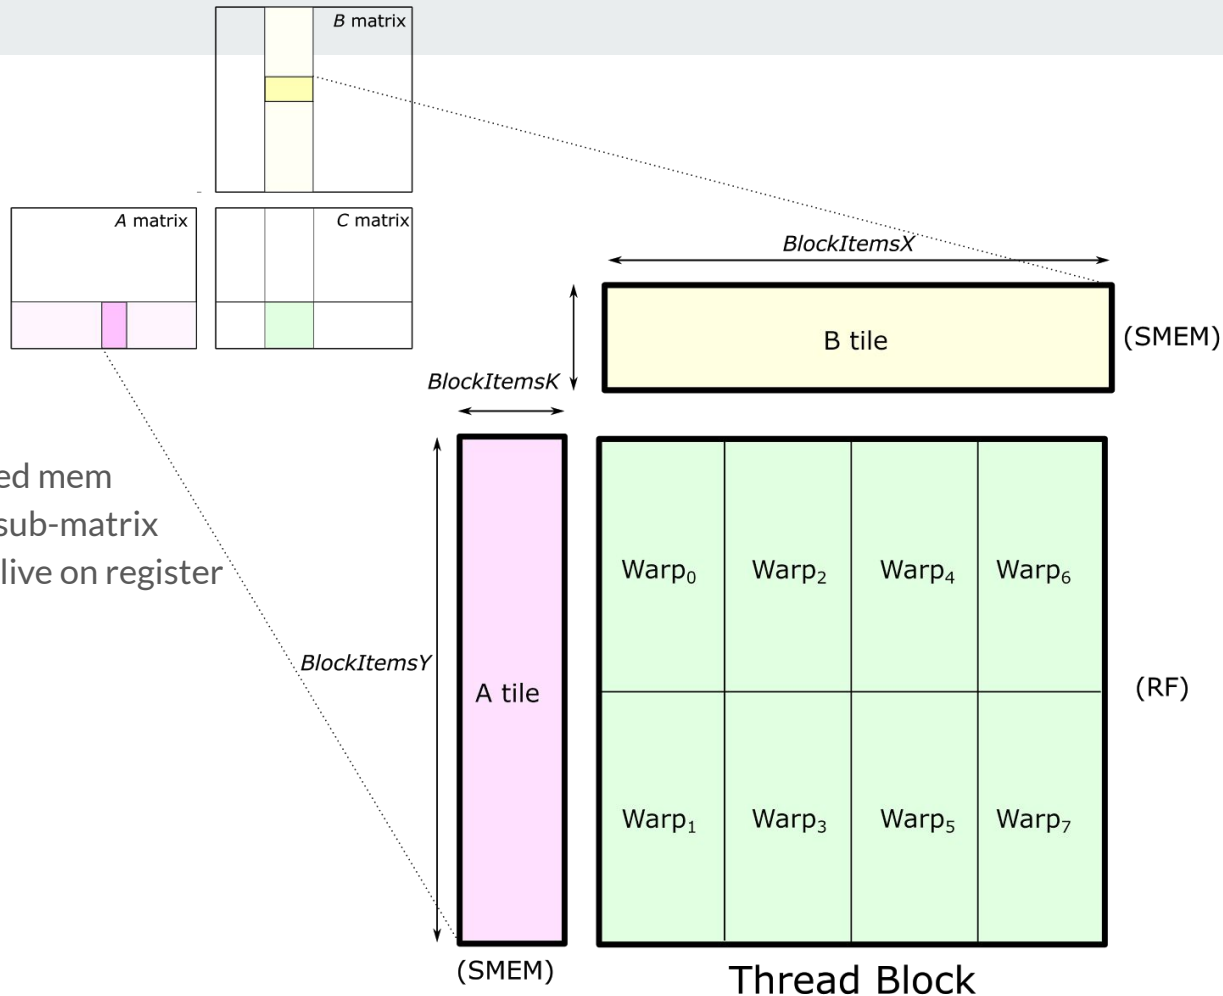 B matrix
A matrix
C matrix
BlockItemsX
B tile
(SMEM)
BlockItemsK
mem
sub-matrix
live on register
Warp₀ Warp₂ Warp₄ Warp₆
BlockItemsY
A tile
(RF)
Warp₁ Warp₃ Warp₅ Warp₇
(SMEM)
Thread Block